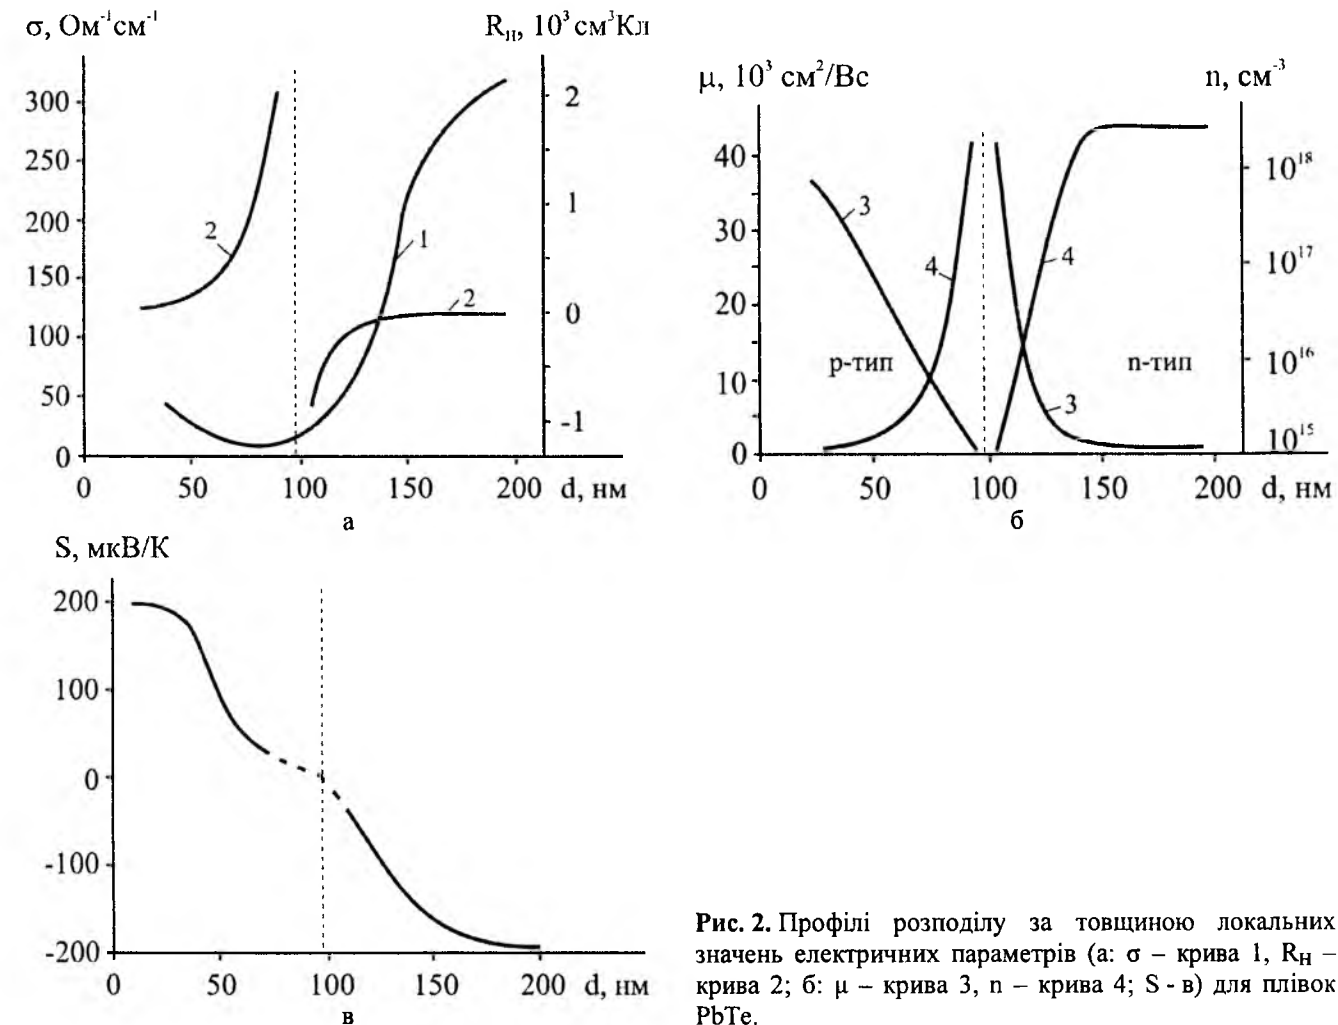 σ, Ом⁻¹см⁻¹
R_H, 10³ см³Кл
300
250
200
150
100
50
0
2
1
0
-1
2
1
2
0
50
100
150
200
d, нм
а
μ, 10³ см²/Вс
n, см⁻³
40
30
20
10
0
10¹⁸
10¹⁷
10¹⁶
10¹⁵
3
4
4
3
p-тип
n-тип
0
50
100
150
200
d, нм
б
S, мкВ/К
200
100
0
-100
-200
0
50
100
150
200
d, нм
в
Рис. 2. Профілі розподілу за товщиною локальних
значень електричних параметрів (а: σ – крива 1, R_H –
крива 2; б: μ – крива 3, n – крива 4; S - в) для плівок
PbTe.